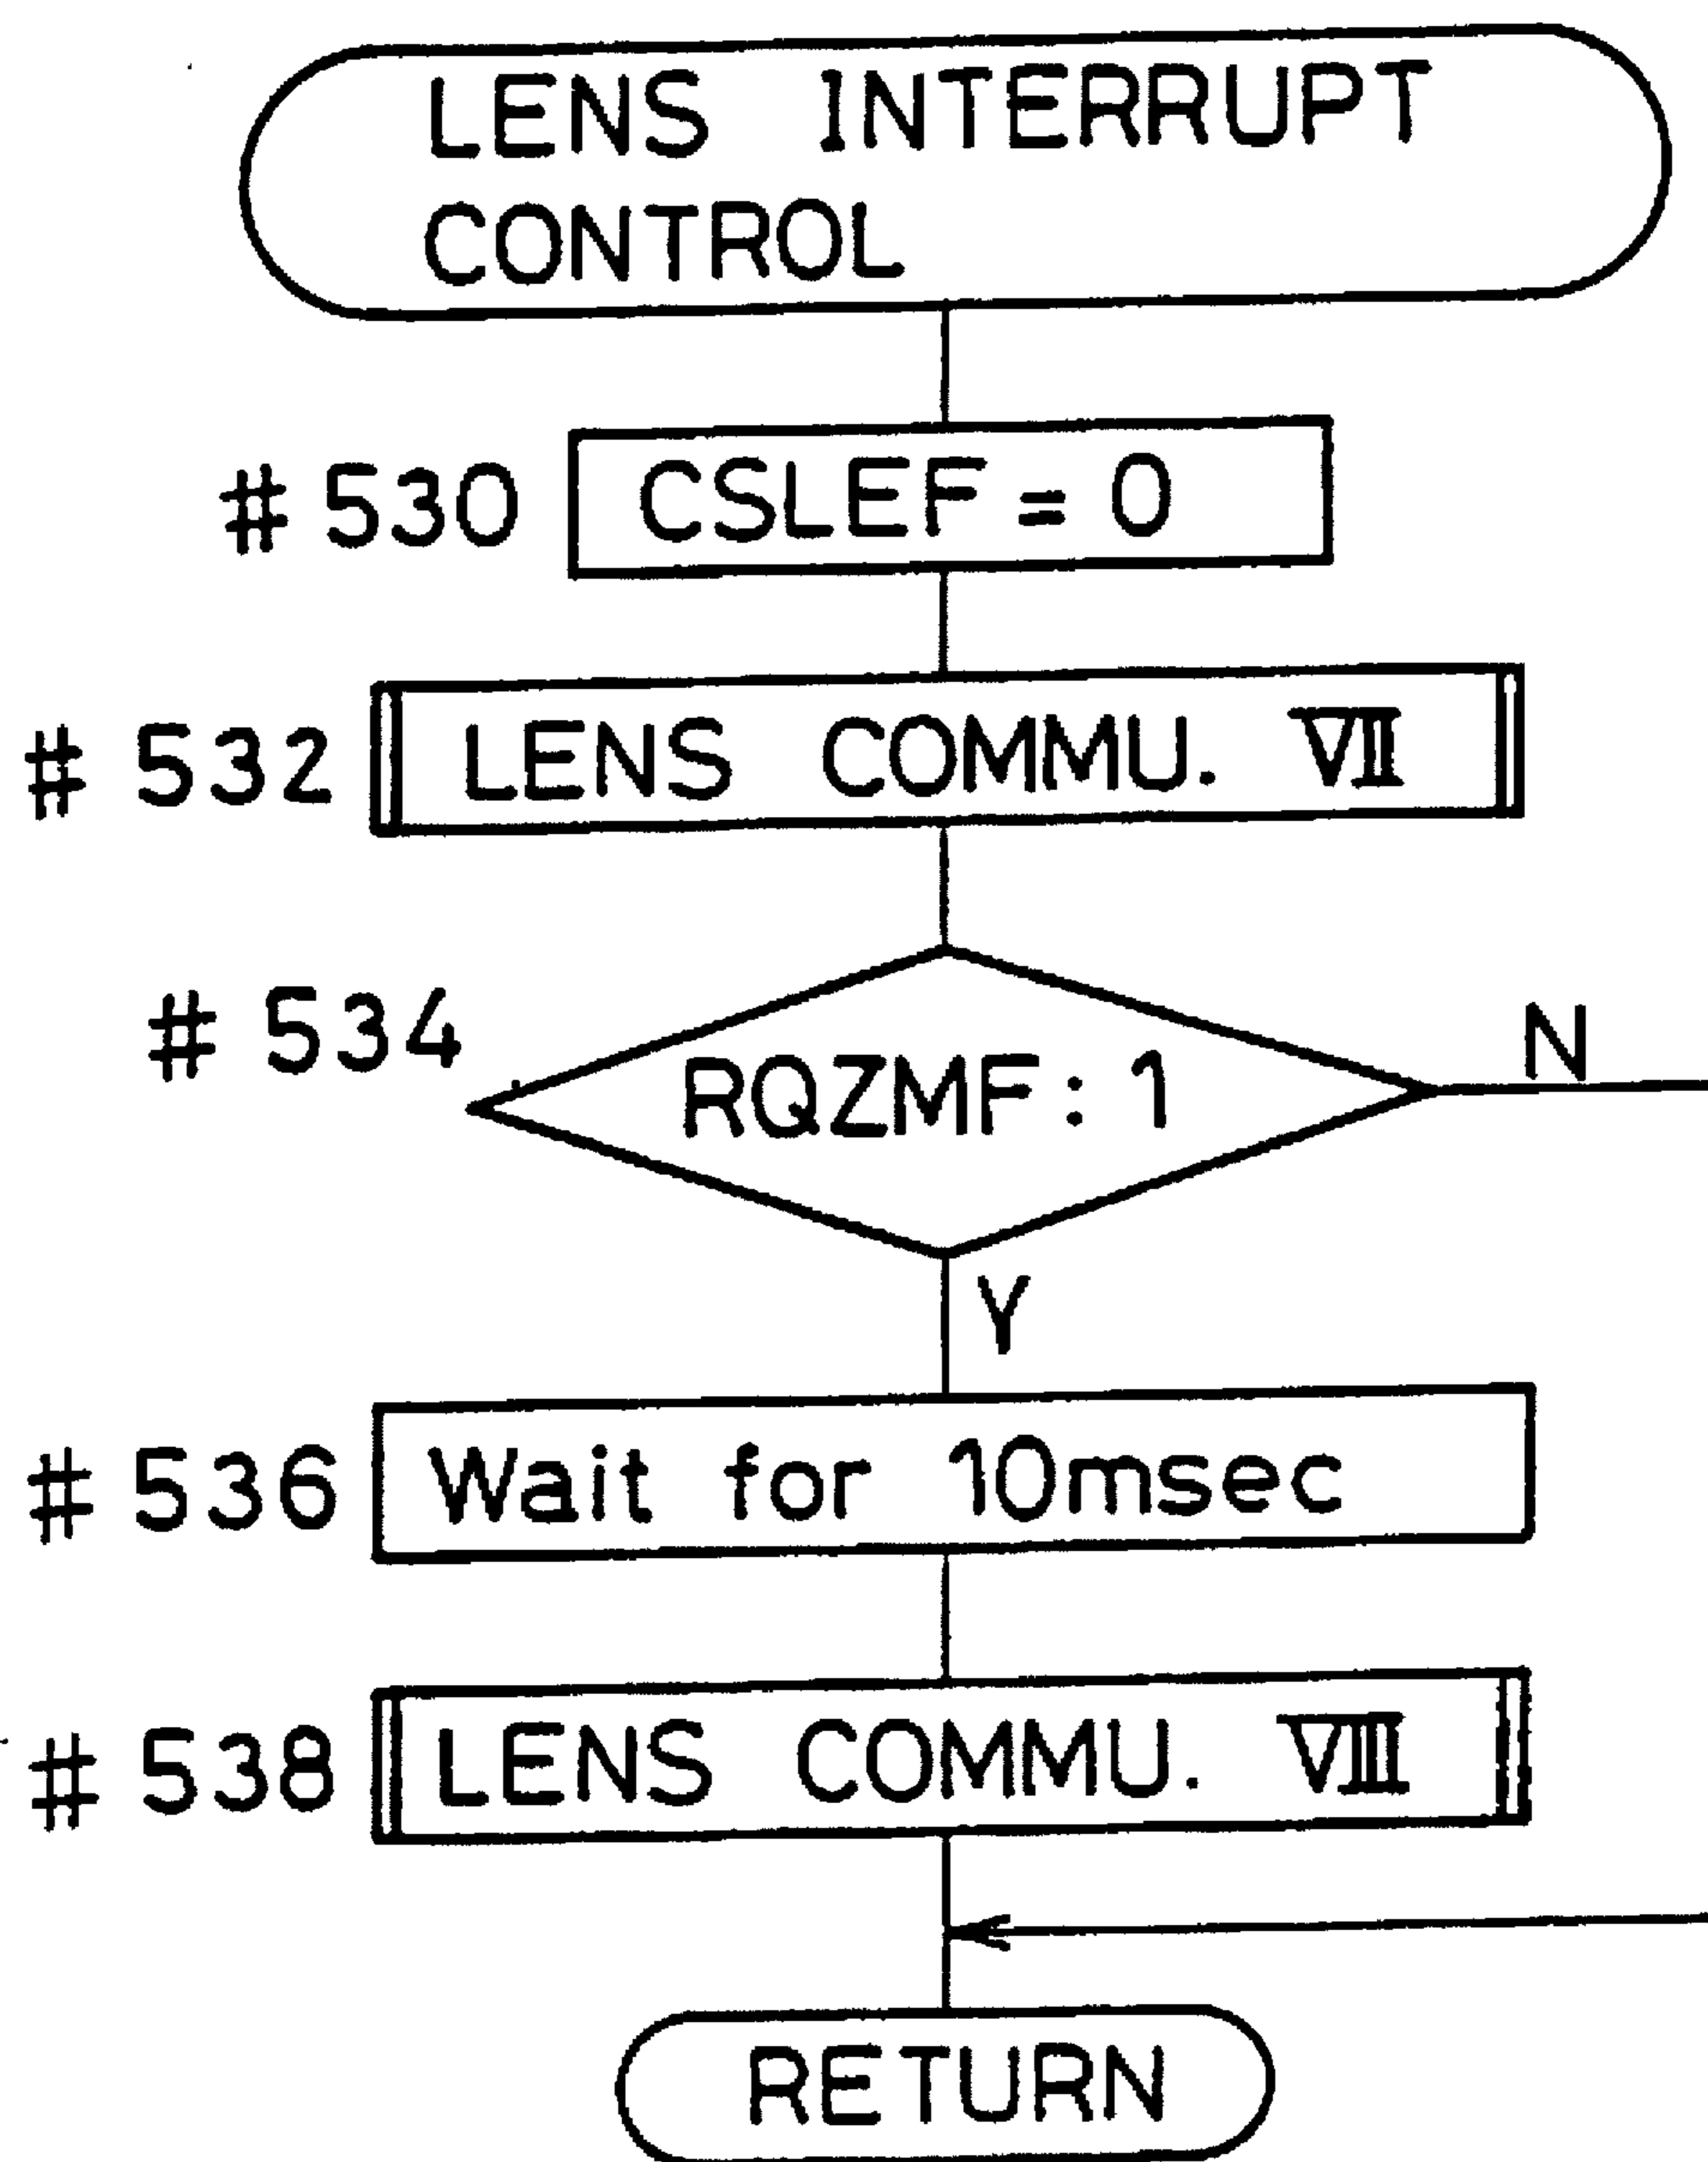 LENS INTERRUPT
CONTROL
# 530 CSLEF = 0
# 532 LENS COMMU. VII
# 534 RQZMF : 1 N
Y
# 536 Wait for 10msec
# 538 LENS COMMU. VIII
RETURN